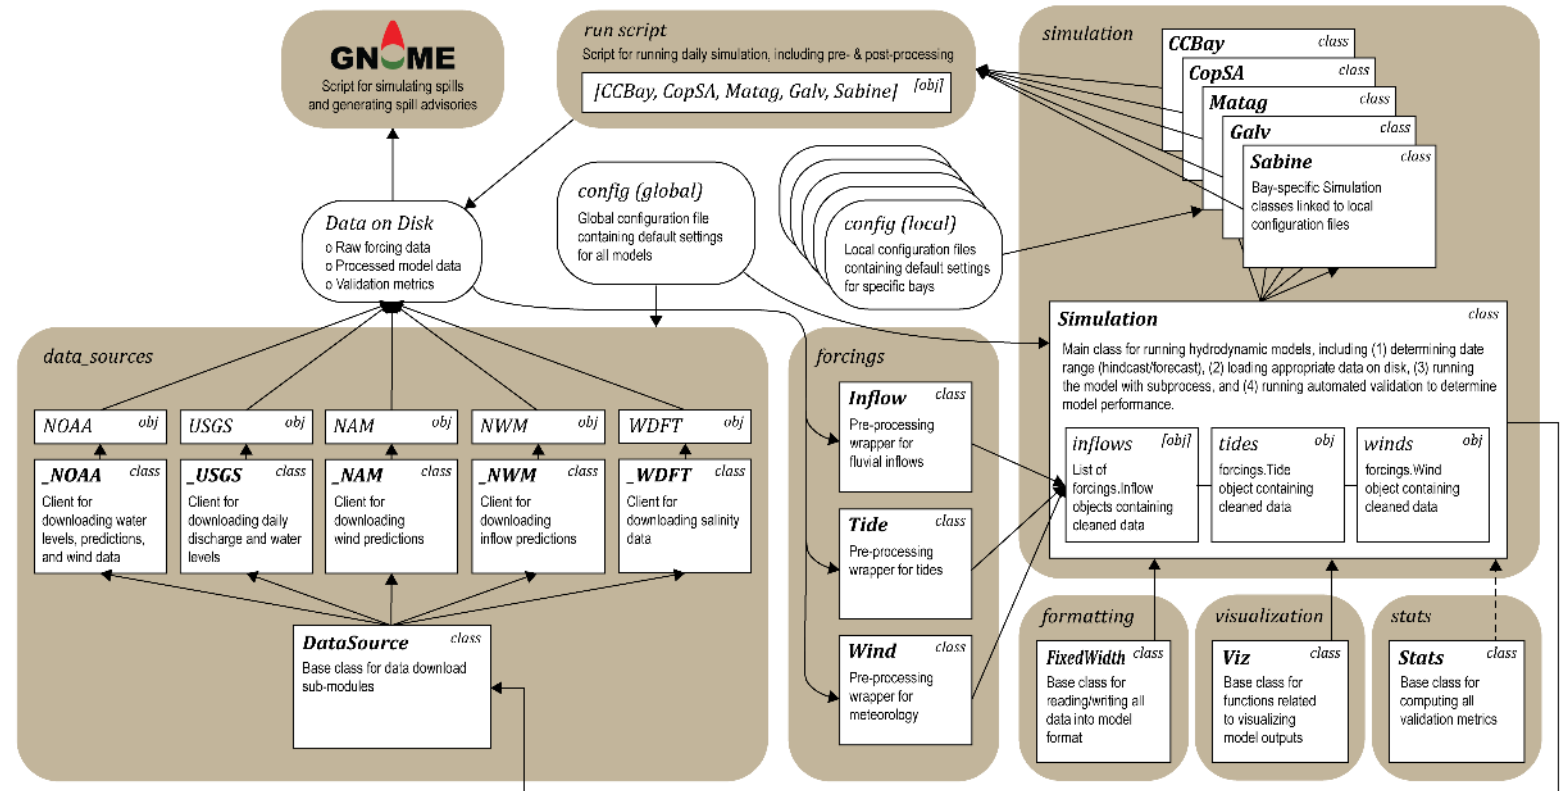 GNOME
Script for simulating spills
and generating spill advisories
run script
Script for running daily simulation, including pre- & post-processing
[CCBay, CopSA, Matag, Galv, Sabine] [obj]
simulation
CCBay class
CopSA class
Matag class
Galv class
Sabine class
Bay-specific Simulation
classes linked to local
configuration files
Data on Disk
o Raw forcing data
o Processed model data
o Validation metrics
config (global)
Global configuration file
containing default settings
for all models
config (local)
Local configuration files
containing default settings
for specific bays
data_sources
NOAA obj
USGS obj
NAM obj
NWM obj
WDFT obj
_NOAA class
Client for
downloading water
levels, predictions,
and wind data
_USGS class
Client for
downloading daily
discharge and water
levels
_NAM class
Client for
downloading
wind predictions
_NWM class
Client for
downloading
inflow predictions
_WDFT class
Client for
downloading salinity
data
DataSource class
Base class for data download
sub-modules
forcings
Inflow class
Pre-processing
wrapper for
fluvial inflows
Tide class
Pre-processing
wrapper for tides
Wind class
Pre-processing
wrapper for
meteorology
Simulation class
Main class for running hydrodynamic models, including (1) determining date
range (hindcast/forecast), (2) loading appropriate data on disk, (3) running
the model with subprocess, and (4) running automated validation to determine
model performance.
inflows [obj]
List of
forcings.Inflow
objects containing
cleaned data
tides obj
forcings.Tide
object containing
cleaned data
winds obj
forcings.Wind
object containing
cleaned data
formatting
FixedWidth class
Base class for
reading/writing all
data into model
format
visualization
Viz class
Base class for
functions related
to visualizing
model outputs
stats
Stats class
Base class for
computing all
validation metrics